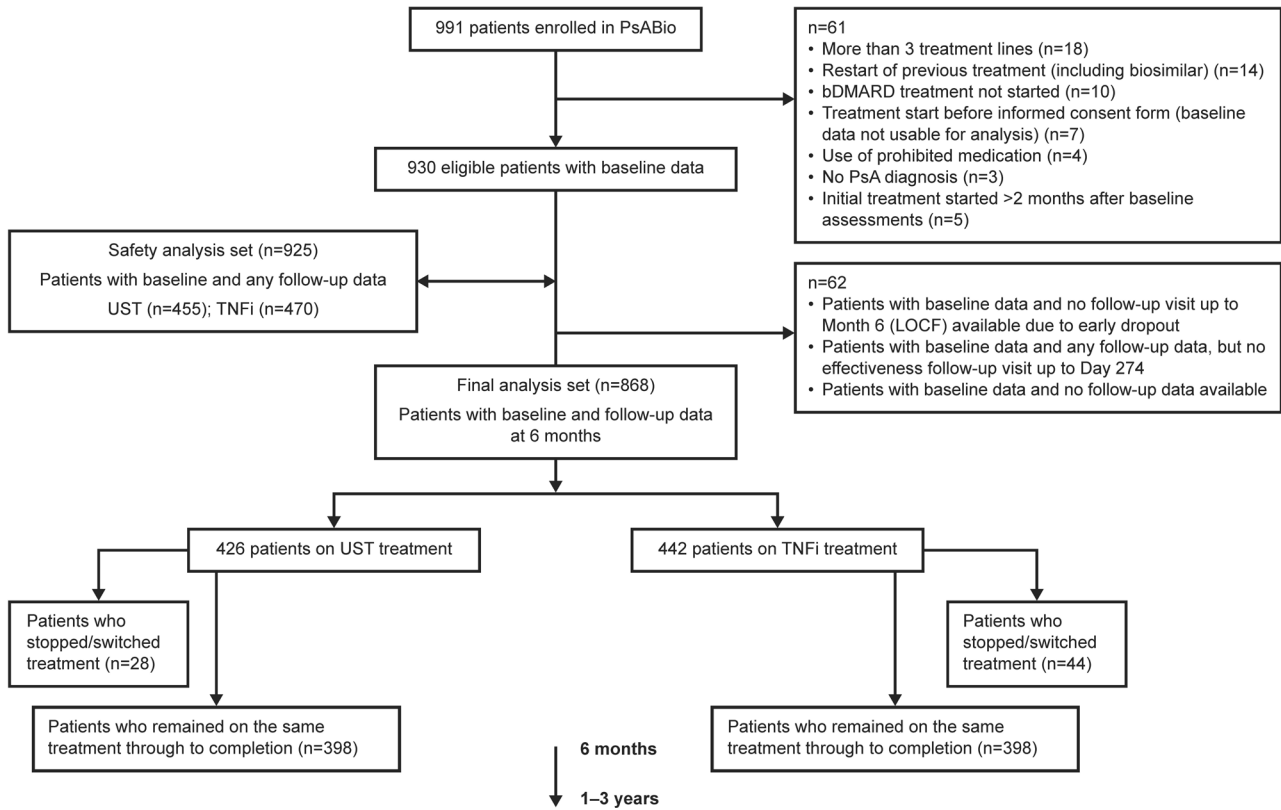 991 patients enrolled in PsABio
n=61
• More than 3 treatment lines (n=18)
• Restart of previous treatment (including biosimilar) (n=14)
• bDMARD treatment not started (n=10)
• Treatment start before informed consent form (baseline
data not usable for analysis) (n=7)
• Use of prohibited medication (n=4)
• No PsA diagnosis (n=3)
• Initial treatment started >2 months after baseline
assessments (n=5)
930 eligible patients with baseline data
Safety analysis set (n=925)
Patients with baseline and any follow-up data
UST (n=455); TNFi (n=470)
n=62
• Patients with baseline data and no follow-up visit up to
Month 6 (LOCF) available due to early dropout
• Patients with baseline data and any follow-up data, but no
effectiveness follow-up visit up to Day 274
• Patients with baseline data and no follow-up data available
Final analysis set (n=868)
Patients with baseline and follow-up data
at 6 months
426 patients on UST treatment
442 patients on TNFi treatment
Patients who
stopped/switched
treatment (n=28)
Patients who
stopped/switched
treatment (n=44)
Patients who remained on the same
treatment through to completion (n=398)
Patients who remained on the same
treatment through to completion (n=398)
6 months
1–3 years